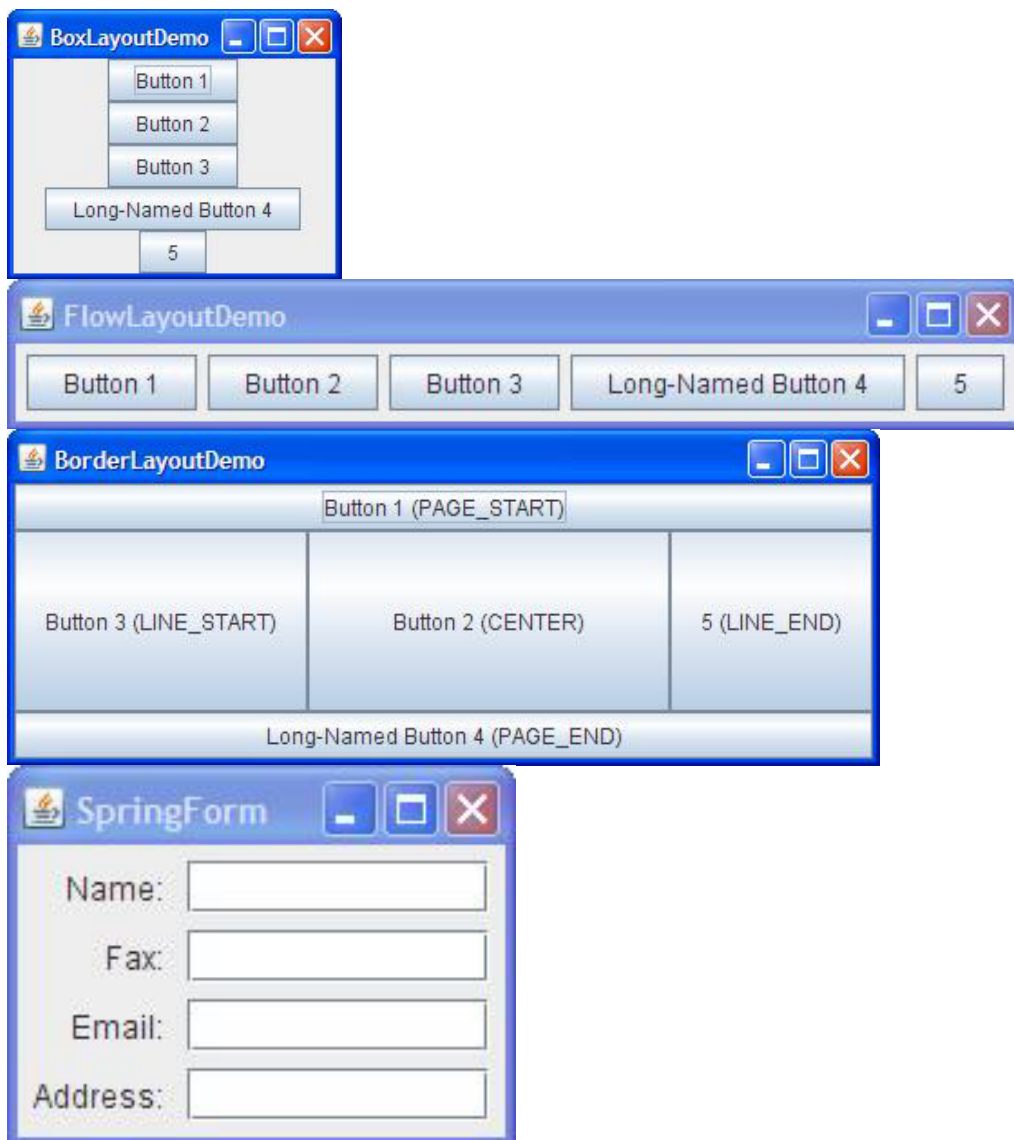 BoxLayoutDemo
Button 1
Button 2
Button 3
Long-Named Button 4
5
FlowLayoutDemo
Button 1 Button 2 Button 3 Long-Named Button 4 5
BorderLayoutDemo
Button 1 (PAGE_START)
Button 3 (LINE_START) Button 2 (CENTER) 5 (LINE_END)
Long-Named Button 4 (PAGE_END)
SpringForm
Name:
Fax:
Email:
Address: